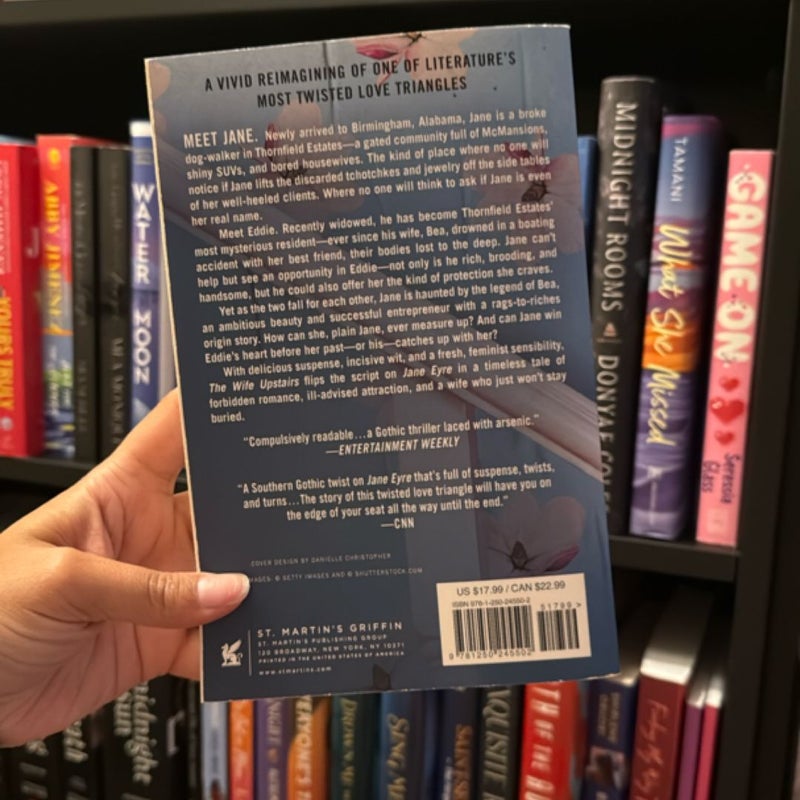 A VIVID REIMAGINING OF ONE OF LITERATURE'S
MOST TWISTED LOVE TRIANGLES
MEET JANE. Newly arrived to Birmingham, Alabama, Jane is a broke
dog-walker in Thornfield Estates—a gated community full of McMansions,
shiny SUVs, and bored housewives. The kind of place where no one will
notice if Jane lifts the discarded tchotchkes and jewelry off the side tables
of her well-heeled clients. Where no one will think to ask if Jane is even
her real name.
Meet Eddie. Recently widowed, he has become Thornfield Estates'
most mysterious resident—ever since his wife, Bea, drowned in a boating
accident with her best friend, their bodies lost to the deep. Jane can't
help but see an opportunity in Eddie—not only is he rich, brooding, and
handsome, but he could also offer her the kind of protection she craves.
Yet as the two fall for each other, Jane is haunted by the legend of Bea,
an ambitious beauty and successful entrepreneur with a rags-to-riches
origin story. How can she, plain Jane, ever measure up? And can Jane win
Eddie's heart before her past—or his—catches up with her?
With delicious suspense, incisive wit, and a fresh, feminist sensibility,
The Wife Upstairs flips the script on Jane Eyre in a timeless tale of
forbidden romance, ill-advised attraction, and a wife who just won't stay
buried.
"Compulsively readable...a Gothic thriller laced with arsenic."
—ENTERTAINMENT WEEKLY
"A Southern Gothic twist on Jane Eyre that's full of suspense, twists,
and turns...The story of this twisted love triangle will have you on
the edge of your seat all the way until the end."
—CNN
COVER DESIGN BY DANIELLE CHRISTOPHER
IMAGES: © GETTY IMAGES AND © SHUTTERSTOCK.COM
ST. MARTIN'S GRIFFIN
ST. MARTIN'S PUBLISHING GROUP
120 BROADWAY, NEW YORK, NY 10271
PRINTED IN THE UNITED STATES OF AMERICA
www.stmartins.com
US $17.99 / CAN $22.99
ISBN 978-1-250-24550-2
51799>
9 781250 245502
WATER MOON
MIDNIGHT ROOMS
DONYAE
TAMANI
What She Missed
GAME ON
YOURS TRULY
ABBY